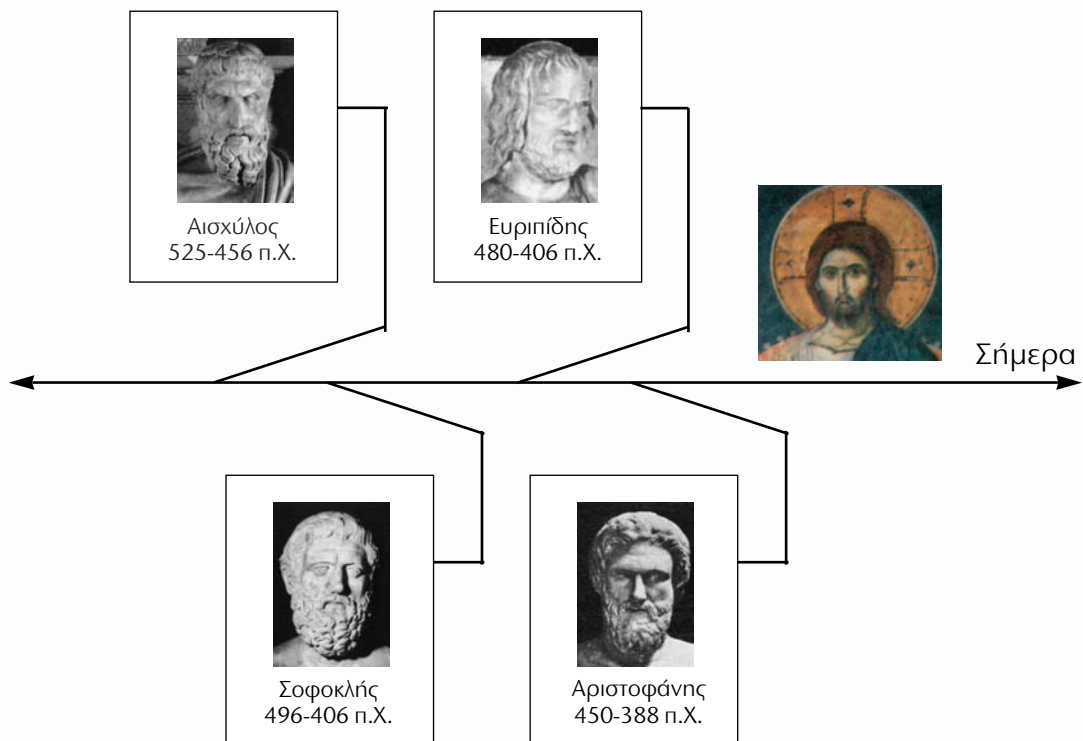 Αισχύλος
525-456 π.Χ.
Ευριπίδης
480-406 π.Χ.
Σήμερα
Σοφοκλής
496-406 π.Χ.
Αριστοφάνης
450-388 π.Χ.